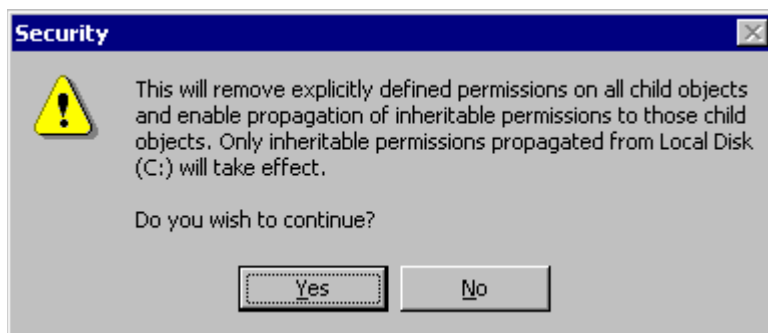 Security
This will remove explicitly defined permissions on all child objects
and enable propagation of inheritable permissions to those child
objects. Only inheritable permissions propagated from Local Disk
(C:) will take effect.
Do you wish to continue?
Yes No